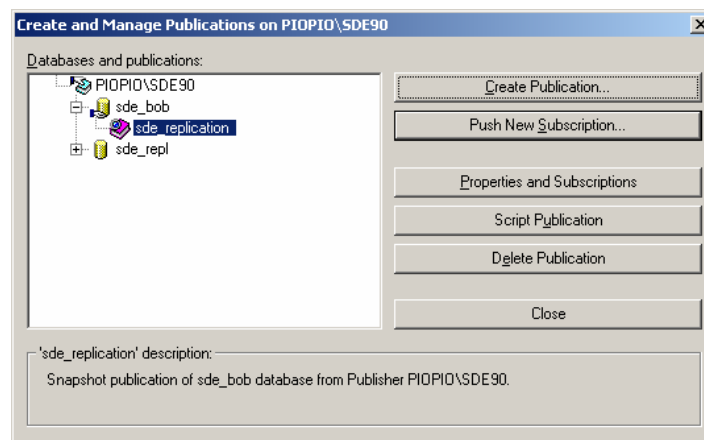 Create and Manage Publications on PIOPIO\SDE90
Databases and publications:
PIOPIO\SDE90
sde_bob
sde_replication
sde_repl
Create Publication...
Push New Subscription...
Properties and Subscriptions
Script Publication
Delete Publication
Close
'sde_replication' description:
Snapshot publication of sde_bob database from Publisher PIOPIO\SDE90.